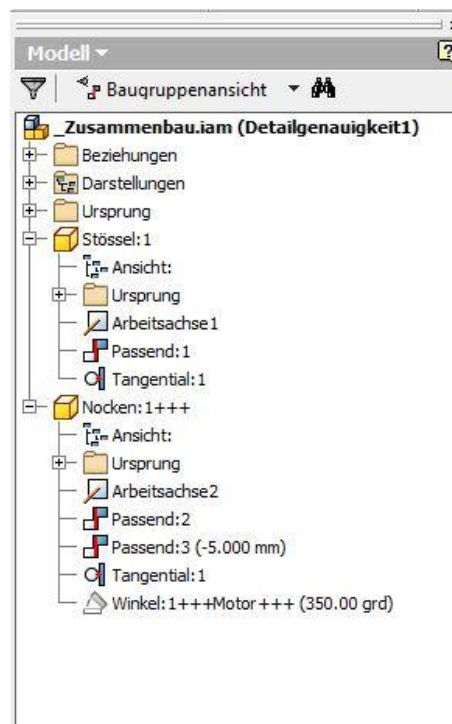 Modell
Baugruppenansicht
_Zusammenbau.iam (Detailgenauigkeit1)
Beziehungen
Darstellungen
Ursprung
Stössel:1
Ansicht:
Ursprung
Arbeitsachse1
Passend:1
Tangential:1
Nocken:1+++
Ansicht:
Ursprung
Arbeitsachse2
Passend:2
Passend:3 (-5.000 mm)
Tangential:1
Winkel:1+++Motor+++ (350.00 grd)